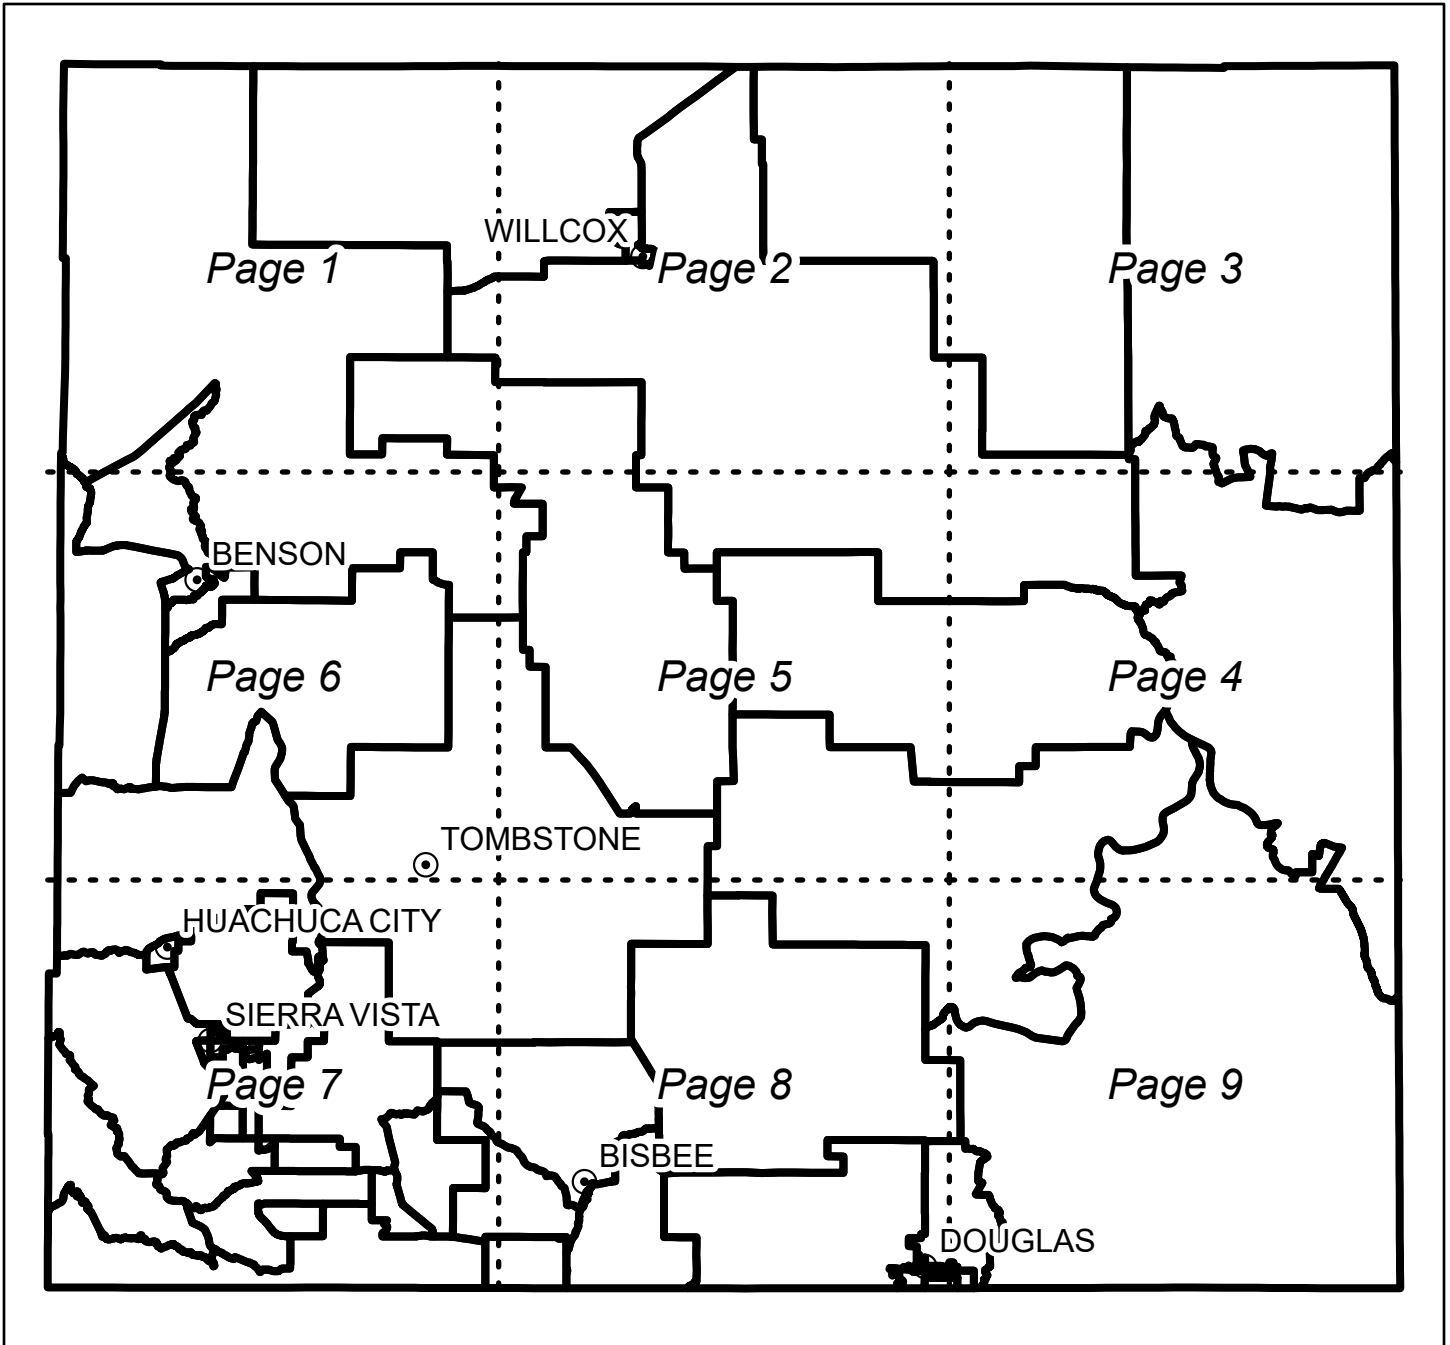 WILLCOX
Page 1
Page 2
Page 3
BENSON
Page 6
Page 5
Page 4
TOMBSTONE
HUACHUCA CITY
SIERRA VISTA
Page 7
Page 8
Page 9
BISBEE
DOUGLAS